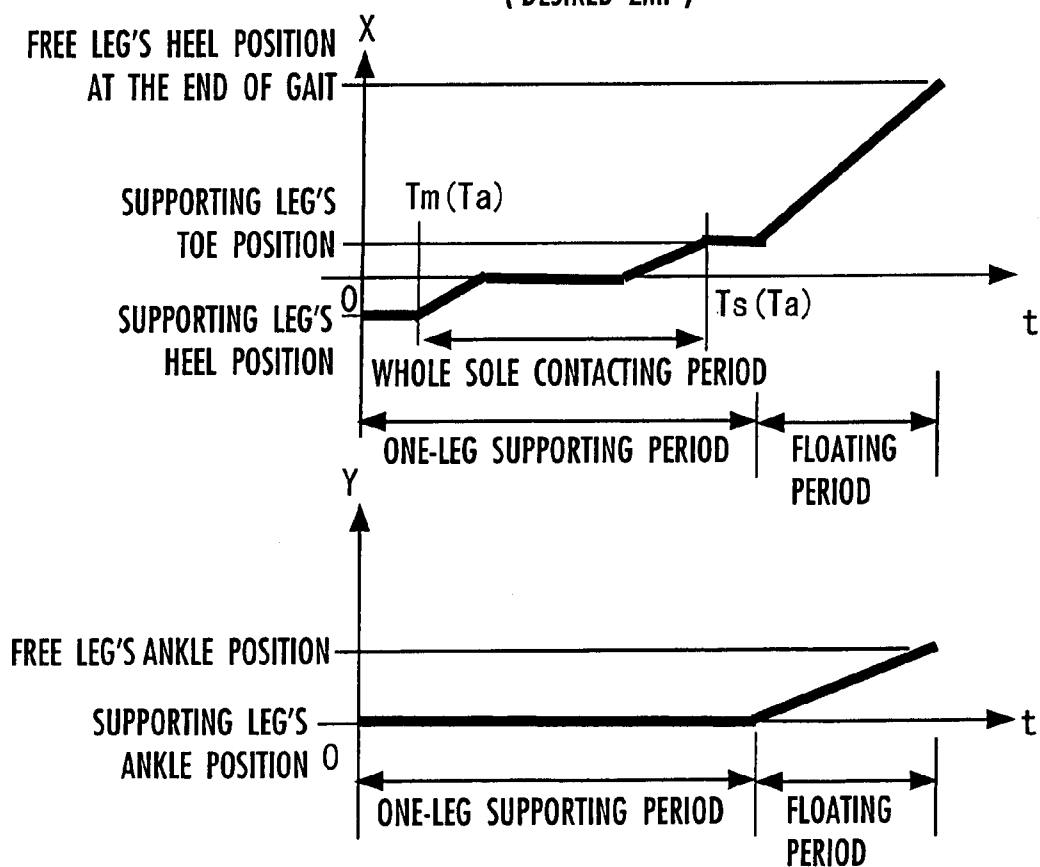 X
FREE LEG'S HEEL POSITION
AT THE END OF GAIT
SUPPORTING LEG'S
TOE POSITION
Tm(Ta)
0
SUPPORTING LEG'S
HEEL POSITION
Ts(Ta)
t
WHOLE SOLE CONTACTING PERIOD
ONE-LEG SUPPORTING PERIOD
FLOATING
PERIOD
Y
FREE LEG'S ANKLE POSITION
SUPPORTING LEG'S
ANKLE POSITION
0
t
ONE-LEG SUPPORTING PERIOD
FLOATING
PERIOD